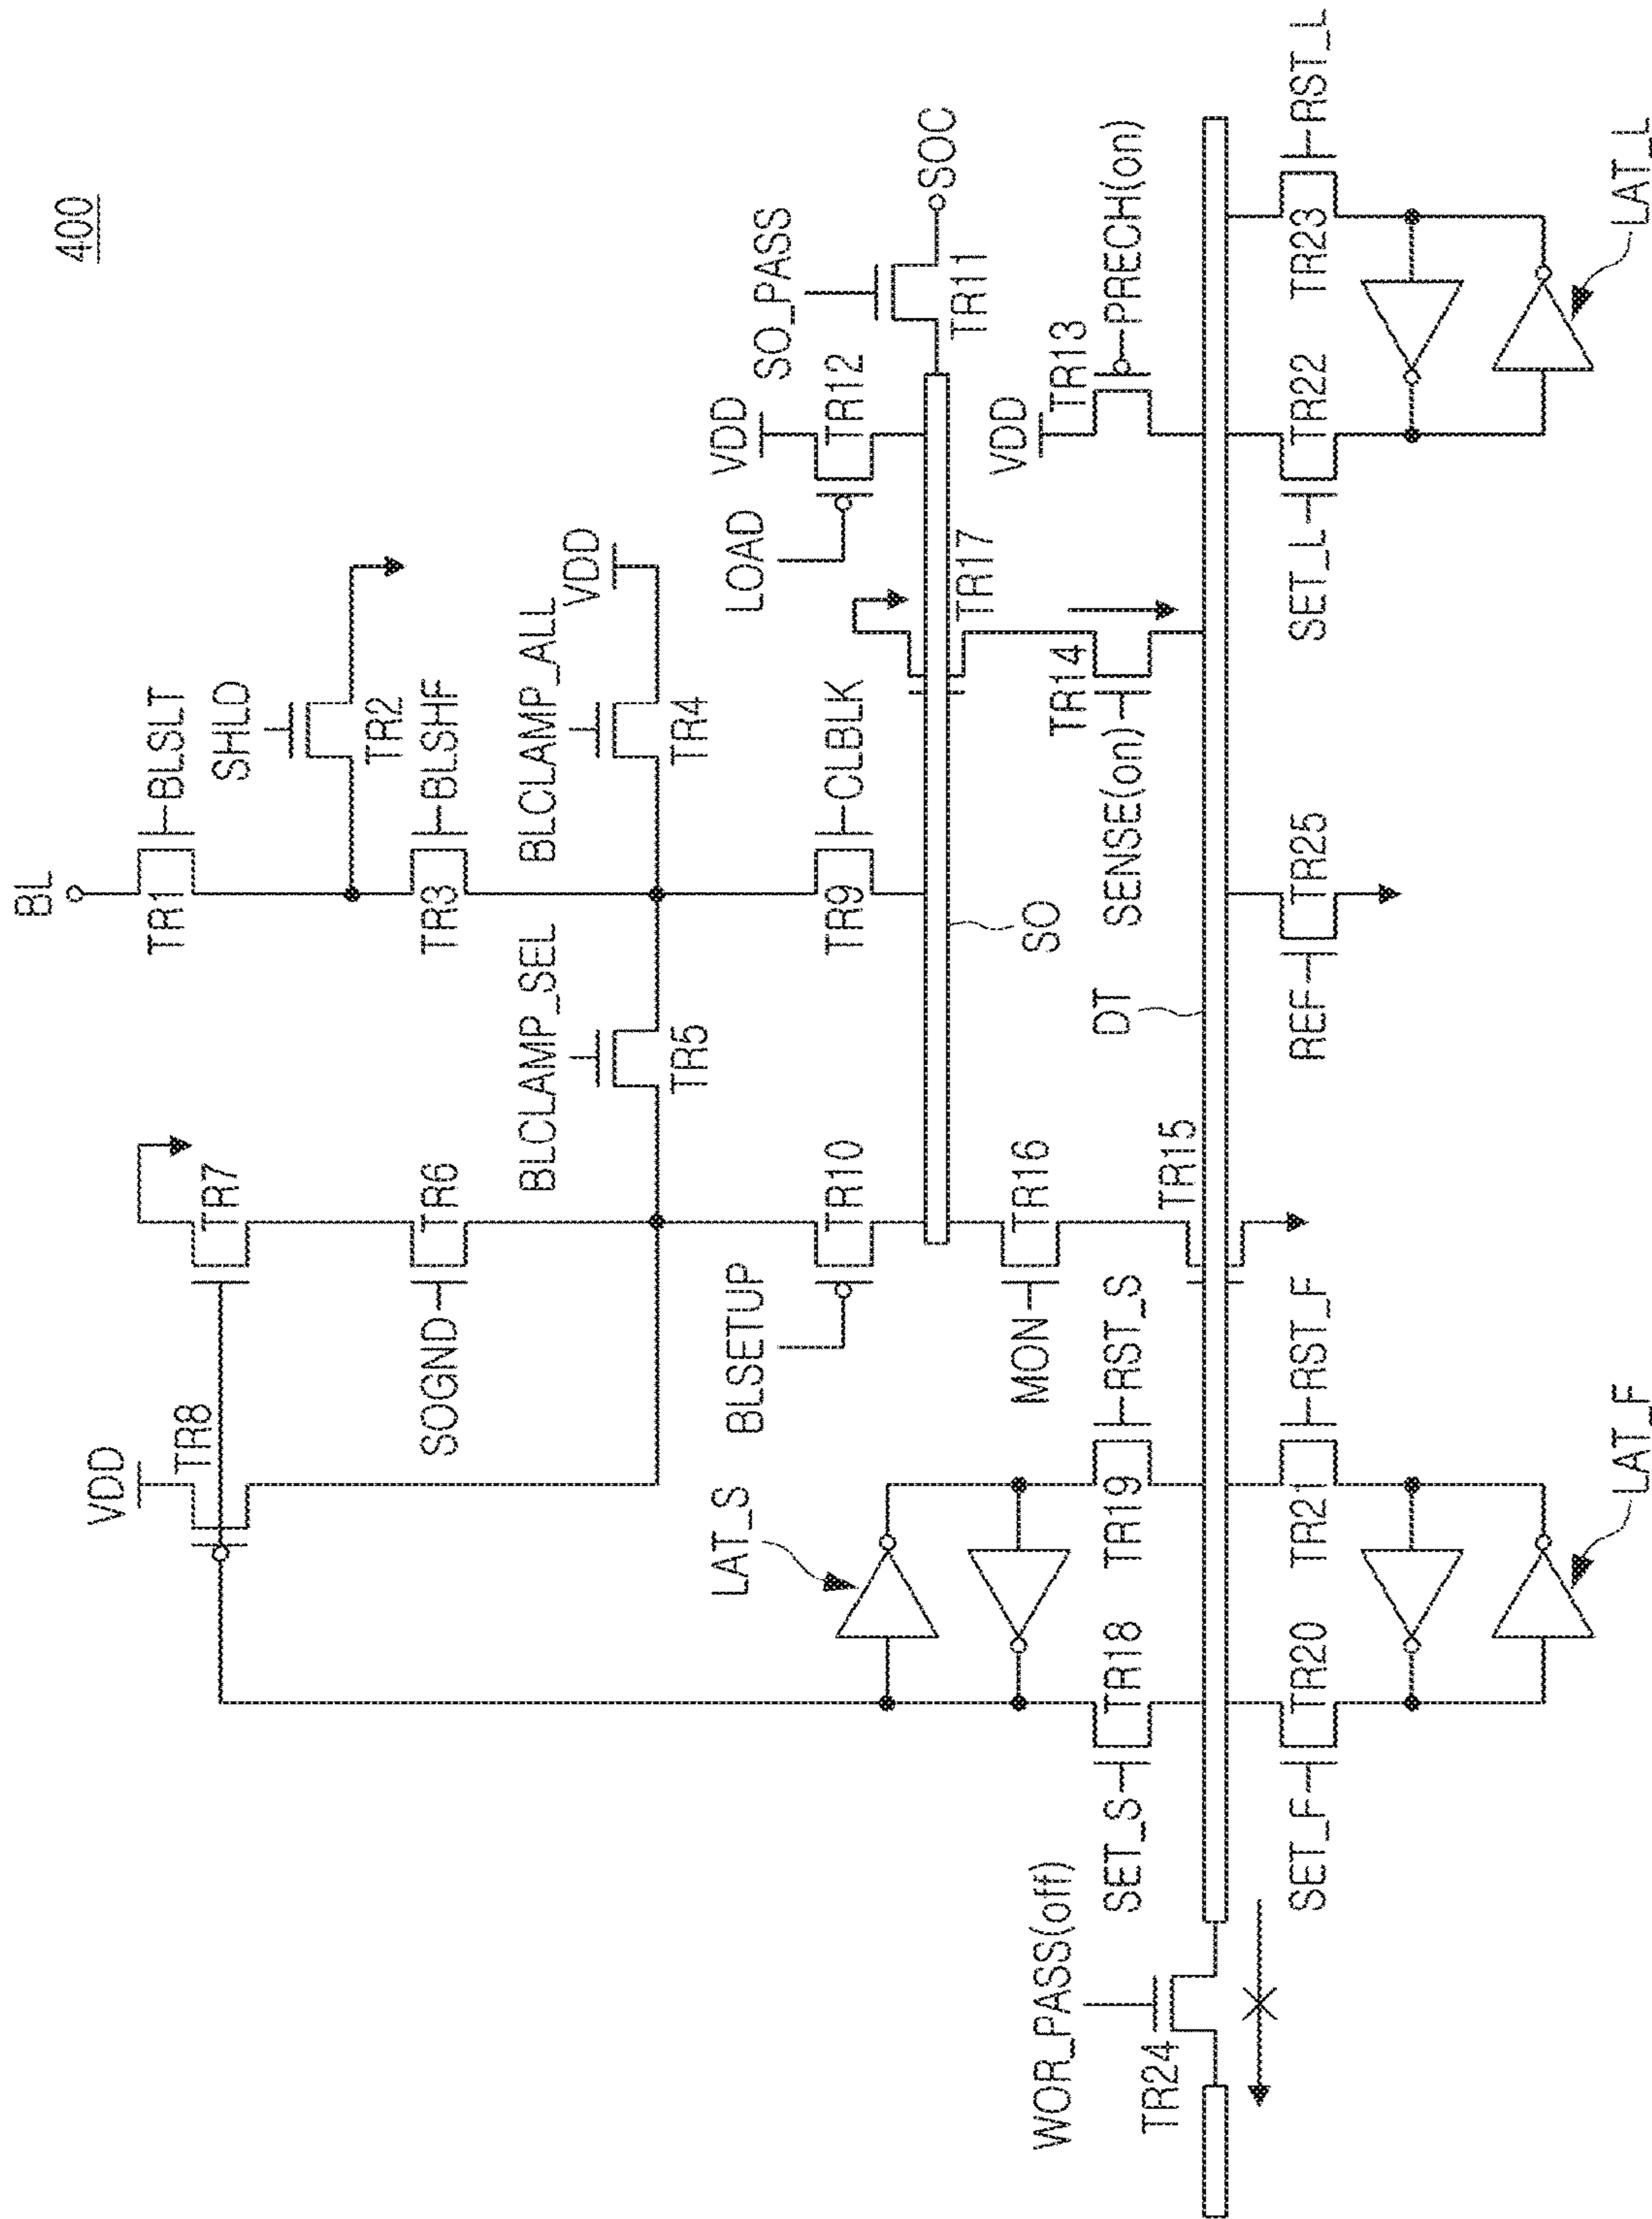 400
BL
BLSLT
TR1
SHLD
TR2
BLSHF
TR3
BLCLAMP_ALL
VDD
TR4
BLCLAMP_SEL
TR5
TR7
TR6
SOGND
VDD
TR8
BLSETUP
TR10
TR9
CLBLK
LOAD
VDD
TR12
SO_PASS
TR11
SOC
SO
TR17
MON
TR16
SENSE(on)
TR14
VDD
TR13
PRECH(on)
LAT_S
SET_S
TR18
TR19
RST_S
DT
TR15
WOR_PASS(off)
TR24
SET_F
TR20
TR21
RST_F
LAT_F
REF
TR25
SET_L
TR22
TR23
RST_L
LAT_L